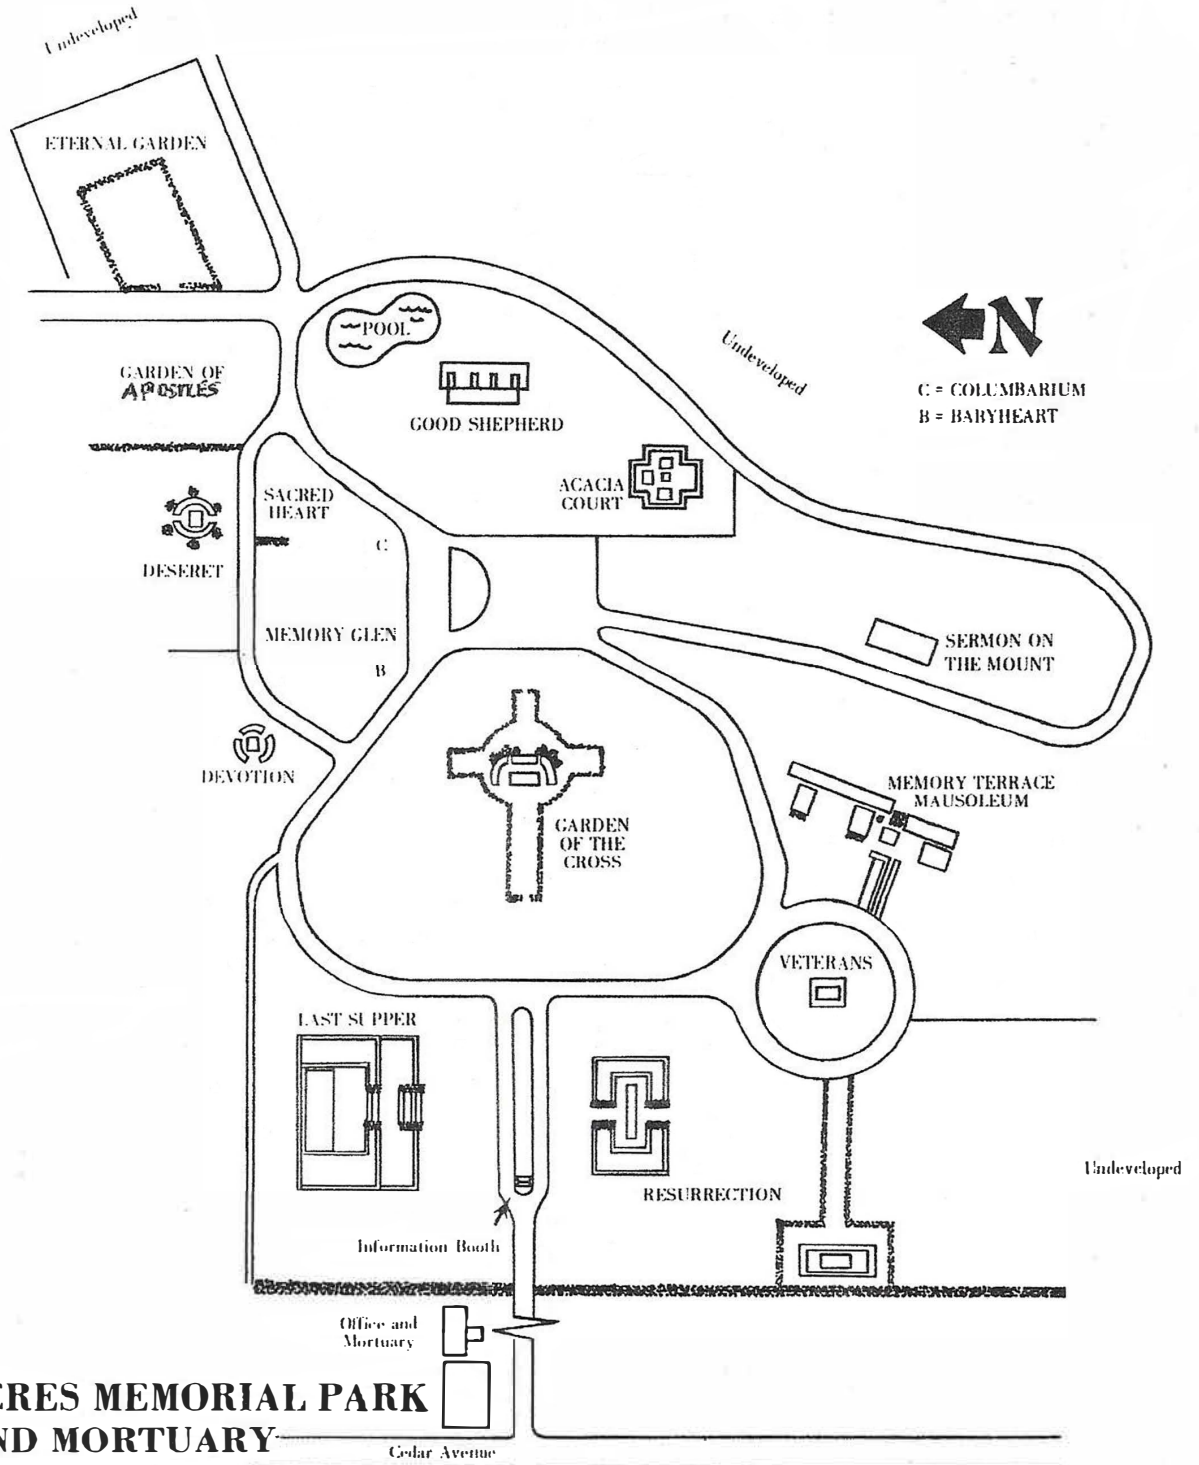 Undeveloped
ETERNAL GARDEN
POOL
N
Undeveloped
C = COLUMBARIUM
B = BABYHEART
GARDEN OF
APOSTLES
GOOD SHEPHERD
ACACIA
COURT
SACRED
HEART
C
DESERET
MEMORY GLEN
B
SERMON ON
THE MOUNT
DEVOTION
MEMORY TERRACE
MAUSOLEUM
GARDEN
OF THE
CROSS
VETERANS
LAST SUPPER
RESURRECTION
Undeveloped
Information Booth
Office and
Mortuary
ERES MEMORIAL PARK
ND MORTUARY
Cedar Avenue